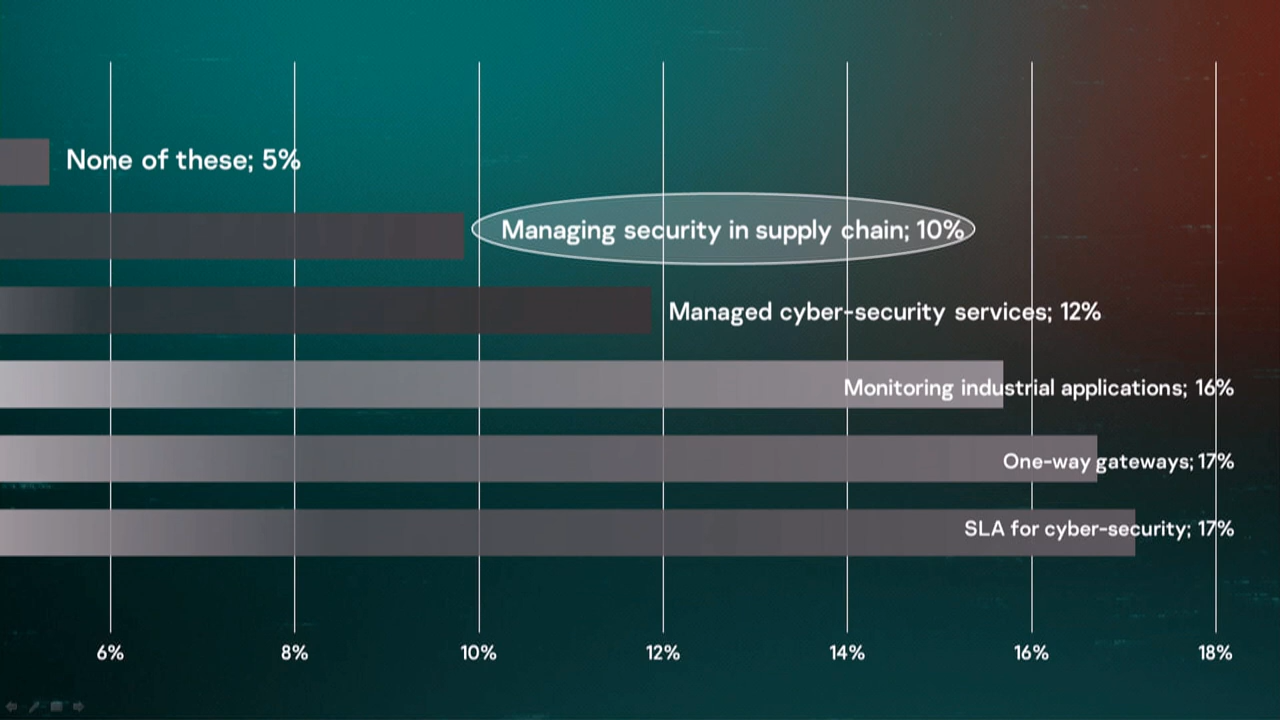 None of these; 5%
Managing security in supply chain; 10%
Managed cyber-security services; 12%
Monitoring industrial applications; 16%
One-way gateways; 17%
SLA for cyber-security; 17%
6% 8% 10% 12% 14% 16% 18%